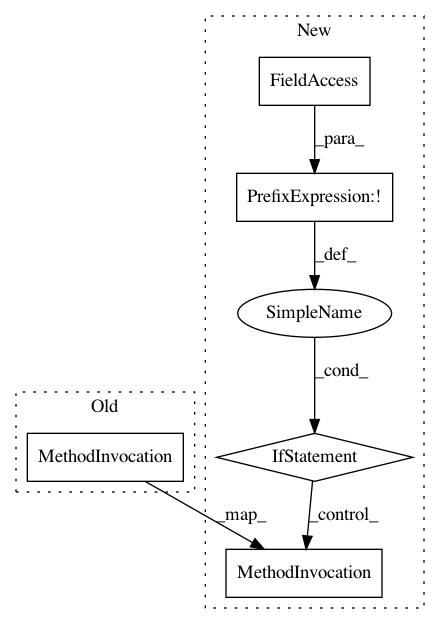 New
FieldAccess
_para_
PrefixExpression:!
_def_
SimpleName
_cond_
Old
MethodInvocation
IfStatement
_map_
_control_
MethodInvocation